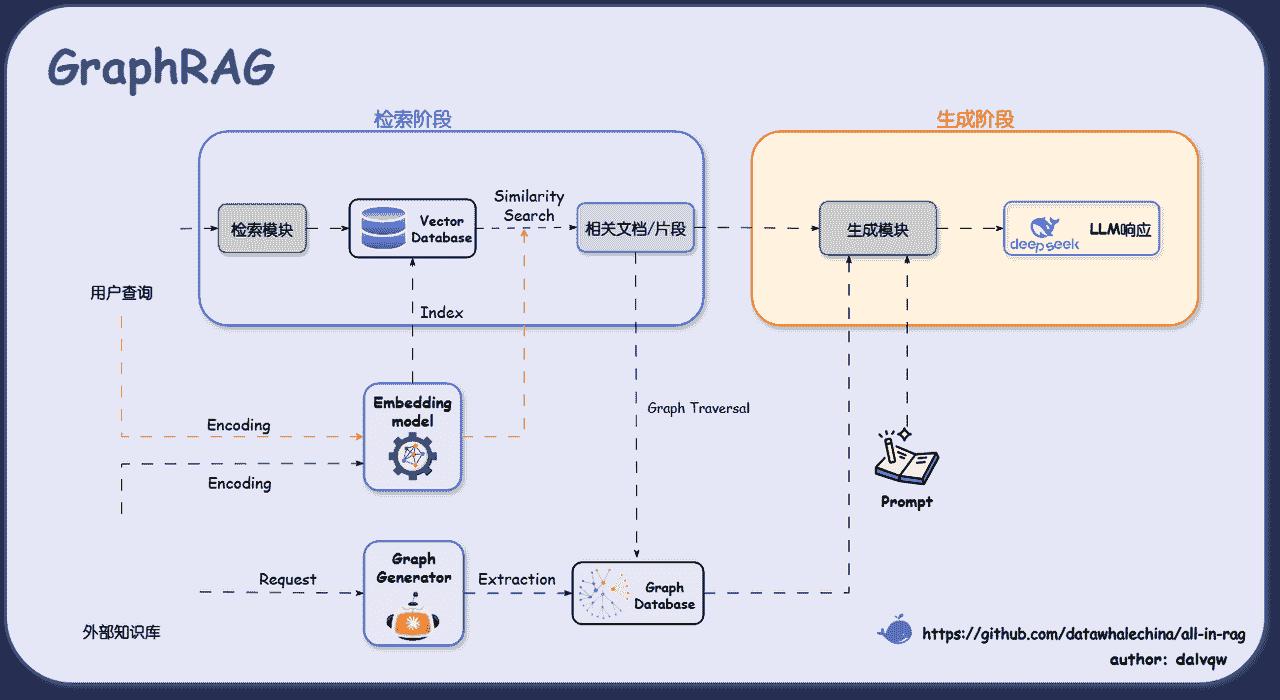 GraphRAG
检索阶段
生成阶段
检索模块
Vector
Database
Similarity
Search
相关文档/片段
生成模块
deepseek
LLM响应
用户查询
Index
Embedding
model
Encoding
Encoding
Graph Traversal
Prompt
Graph
Generator
Request
Extraction
Graph
Database
外部知识库
https://github.com/datawhalechina/all-in-rag
author: dalvqw